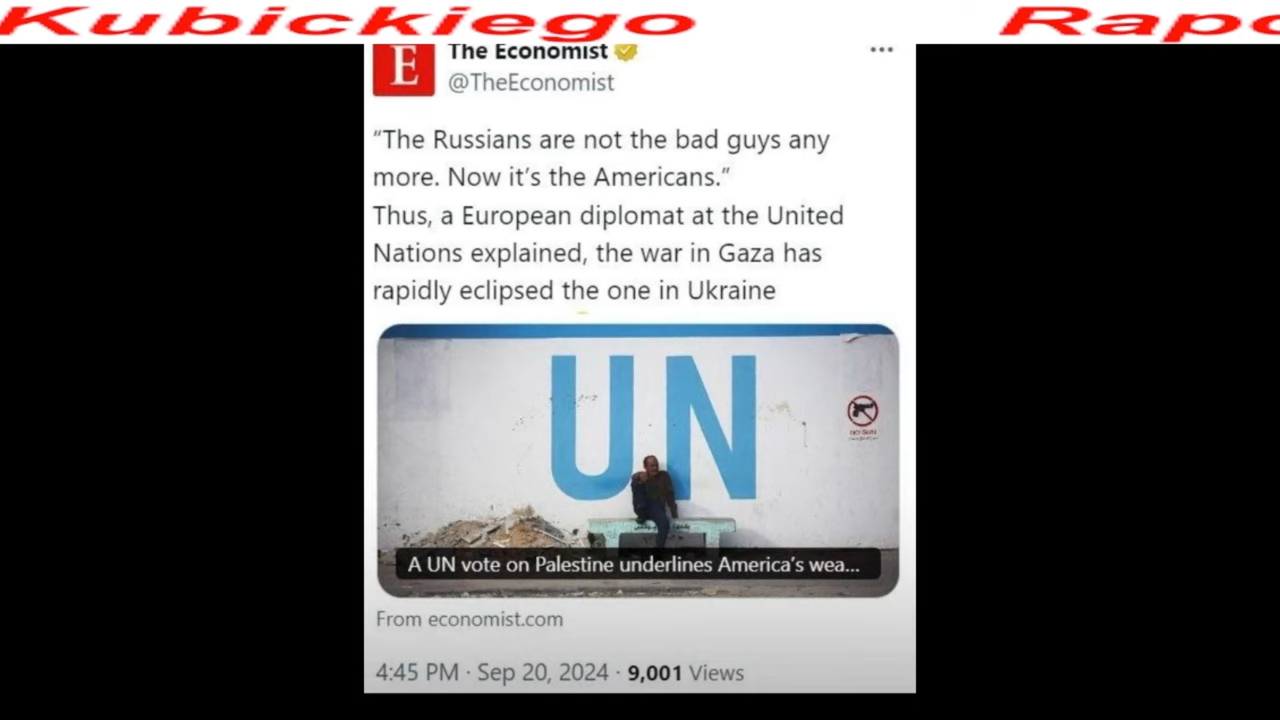 Kubickiego Rapo
The Economist
@TheEconomist
“The Russians are not the bad guys any
more. Now it’s the Americans.”
Thus, a European diplomat at the United
Nations explained, the war in Gaza has
rapidly eclipsed the one in Ukraine
UN
NO GUN
A UN vote on Palestine underlines America’s wea...
From economist.com
4:45 PM · Sep 20, 2024 · 9,001 Views